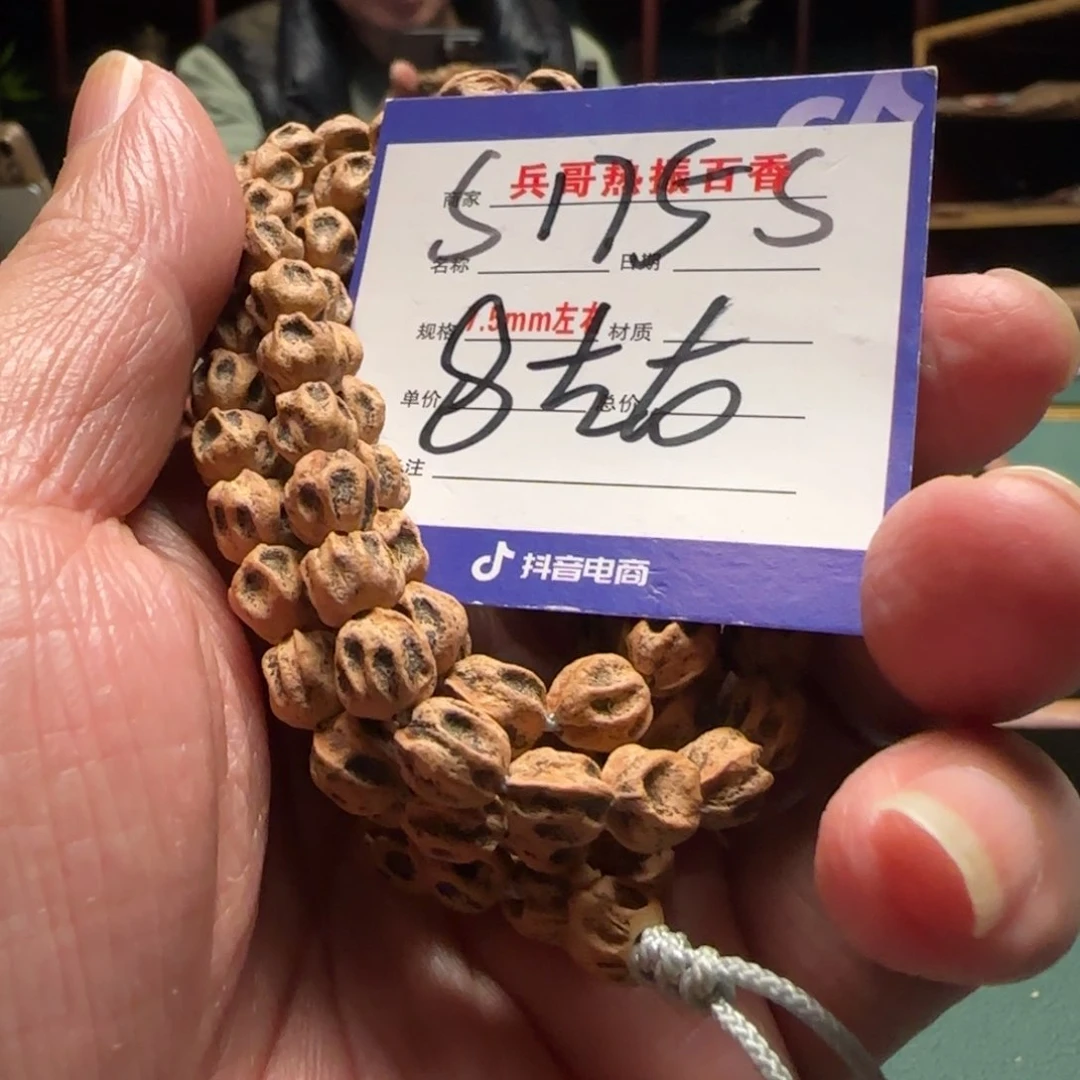 商家 兵哥热振百香
S175S
名称 日期
规格 7.5mm左右 材质
8左右
单价 总价
注
抖音电商